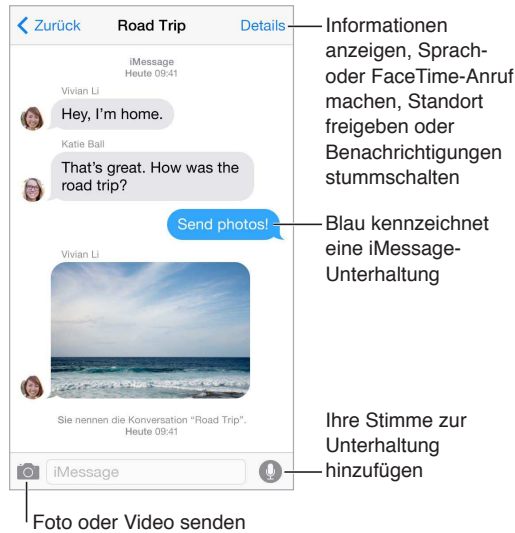 Zurück Road Trip Details
iMessage
Heute 09:41
Vivian Li
Hey, I'm home.
Katie Ball
That's great. How was the
road trip?
Send photos!
Vivian Li
Sie nennen die Konversation “Road Trip”.
Heute 09:41
iMessage
Informationen
anzeigen, Sprach-
oder FaceTime-Anruf
machen, Standort
freigeben oder
Benachrichtigungen
stummschalten
Blau kennzeichnet
eine iMessage-
Unterhaltung
Ihre Stimme zur
Unterhaltung
hinzufügen
Foto oder Video senden